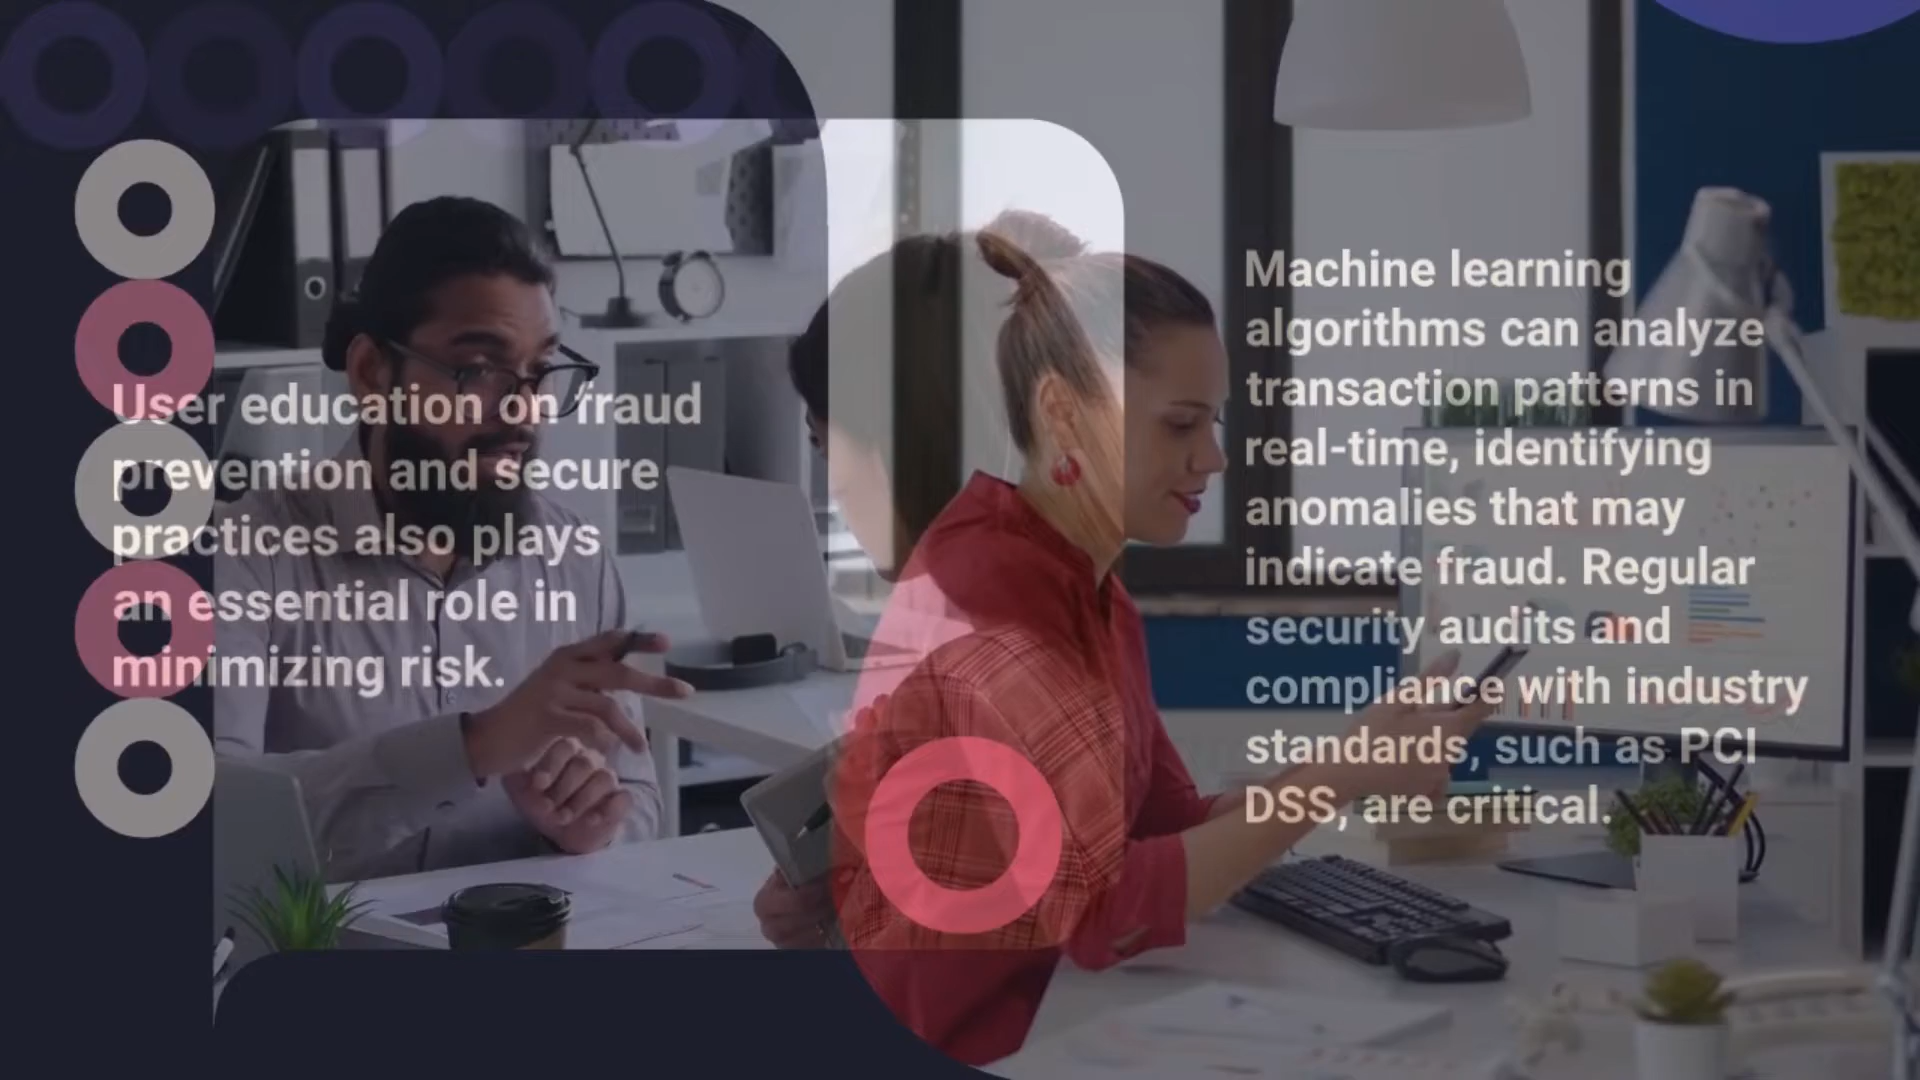 User education on fraud
prevention and secure
practices also plays
an essential role in
minimizing risk.
Machine learning
algorithms can analyze
transaction patterns in
real-time, identifying
anomalies that may
indicate fraud. Regular
security audits and
compliance with industry
standards, such as PCI
DSS, are critical.